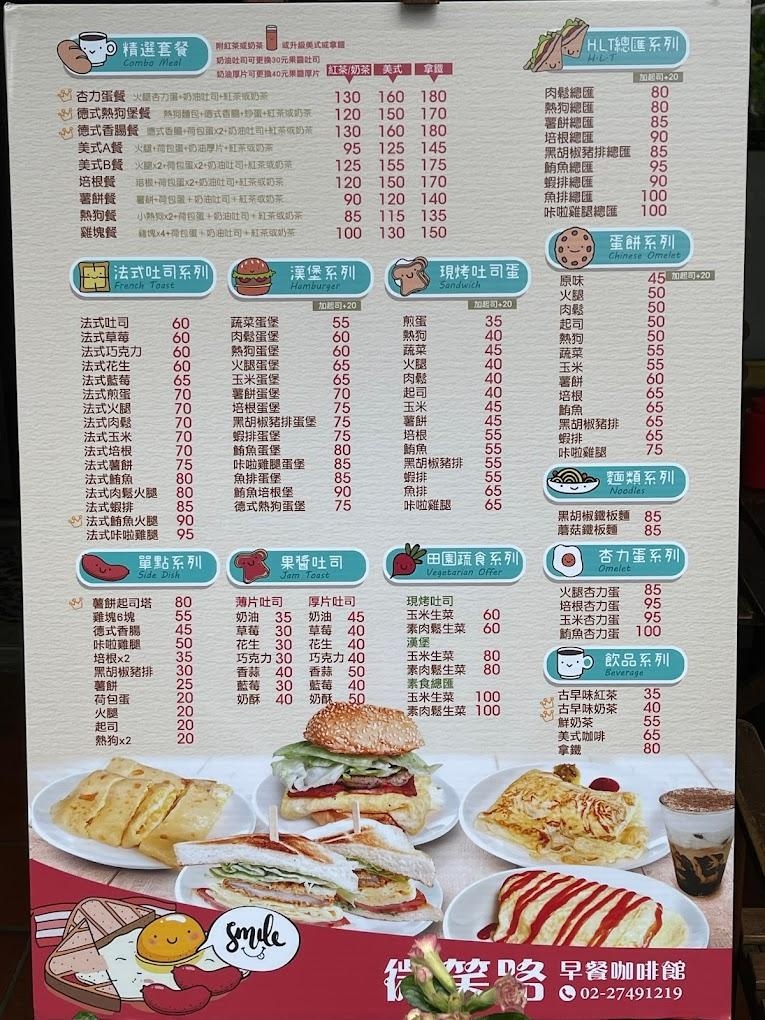 精選套餐
Combo Meal
附紅茶或奶茶 或升級美式或拿鐵
奶油吐司可更換30元果醬吐司
奶油厚片可更換40元果醬厚片
紅茶/奶茶 美式 拿鐵
杏力蛋餐 火腿杏力蛋+奶油吐司+紅茶或奶茶 130 160 180
德式熱狗堡餐 熱狗麵包+德式香腸+炒蛋+紅茶或奶茶 120 150 170
德式香腸餐 德式香腸+荷包蛋x2+奶油吐司+紅茶或奶茶 130 160 180
美式A餐 火腿+荷包蛋+奶油厚片+紅茶或奶茶 95 125 145
美式B餐 火腿x2+荷包蛋x2+奶油吐司+紅茶或奶茶 125 155 175
培根餐 培根+荷包蛋x2+奶油吐司+紅茶或奶茶 120 150 170
薯餅餐 薯餅+荷包蛋+奶油吐司+紅茶或奶茶 90 120 140
熱狗餐 小熱狗x2+荷包蛋+奶油吐司+紅茶或奶茶 85 115 135
雞塊餐 雞塊x4+荷包蛋+奶油吐司+紅茶或奶茶 100 130 150
H.L.T總匯系列
H.L.T
加起司+20
肉鬆總匯 80
熱狗總匯 80
薯餅總匯 85
培根總匯 90
黑胡椒豬排總匯 85
鮪魚總匯 95
蝦排總匯 90
魚排總匯 100
咔啦雞腿總匯 100
法式吐司系列
French Toast
法式吐司 60
法式草莓 60
法式巧克力 60
法式花生 60
法式藍莓 65
法式煎蛋 70
法式火腿 70
法式肉鬆 70
法式玉米 70
法式培根 70
法式薯餅 75
法式鮪魚 80
法式肉鬆火腿 80
法式蝦排 85
法式鮪魚火腿 90
法式咔啦雞腿 95
漢堡系列
Hamburger
加起司+20
蔬菜蛋堡 55
肉鬆蛋堡 60
熱狗蛋堡 60
火腿蛋堡 65
玉米蛋堡 65
薯餅蛋堡 70
培根蛋堡 75
黑胡椒豬排蛋堡 75
蝦排蛋堡 75
鮪魚蛋堡 80
咔啦雞腿蛋堡 85
魚排蛋堡 80
鮪魚培根堡 90
德式熱狗蛋堡 75
現烤吐司蛋
Sandwich
加起司+20
煎蛋 35
熱狗 40
蔬菜 45
火腿 40
肉鬆 40
起司 40
玉米 45
薯餅 45
培根 55
鮪魚 55
黑胡椒豬排 55
蝦排 55
魚排 65
咔啦雞腿 65
蛋餅系列
Chinese Omelet
原味 45 加起司+20
火腿 50
肉鬆 50
起司 50
熱狗 50
蔬菜 55
玉米 55
薯餅 60
培根 65
鮪魚 65
黑胡椒豬排 65
蝦排 65
咔啦雞腿 75
麵類系列
Noodles
黑胡椒鐵板麵 85
蘑菇鐵板麵 85
單點系列
Side Dish
薯餅起司塔 80
雞塊6塊 55
德式香腸 45
咔啦雞腿 50
培根x2 35
黑胡椒豬排 30
薯餅 25
荷包蛋 20
火腿 20
起司 20
熱狗x2 20
果醬吐司
Jam Toast
薄片吐司 厚片吐司
奶油 35 奶油 45
草莓 30 草莓 40
花生 30 花生 40
巧克力 30 巧克力 40
香蒜 40 香蒜 50
藍莓 30 藍莓 40
奶酥 40 奶酥 50
田園蔬食系列
Vegetarian Offer
現烤吐司
玉米生菜 60
素肉鬆生菜 60
漢堡
玉米生菜 80
素肉鬆生菜 80
素食總匯
玉米生菜 100
素肉鬆生菜 100
杏力蛋系列
Omelet
火腿杏力蛋 85
培根杏力蛋 95
玉米杏力蛋 95
鮪魚杏力蛋 100
飲品系列
Beverage
古早味紅茶 35
古早味奶茶 40
鮮奶茶 55
美式咖啡 65
拿鐵 80
smile
微笑路 早餐咖啡館
02-27491219